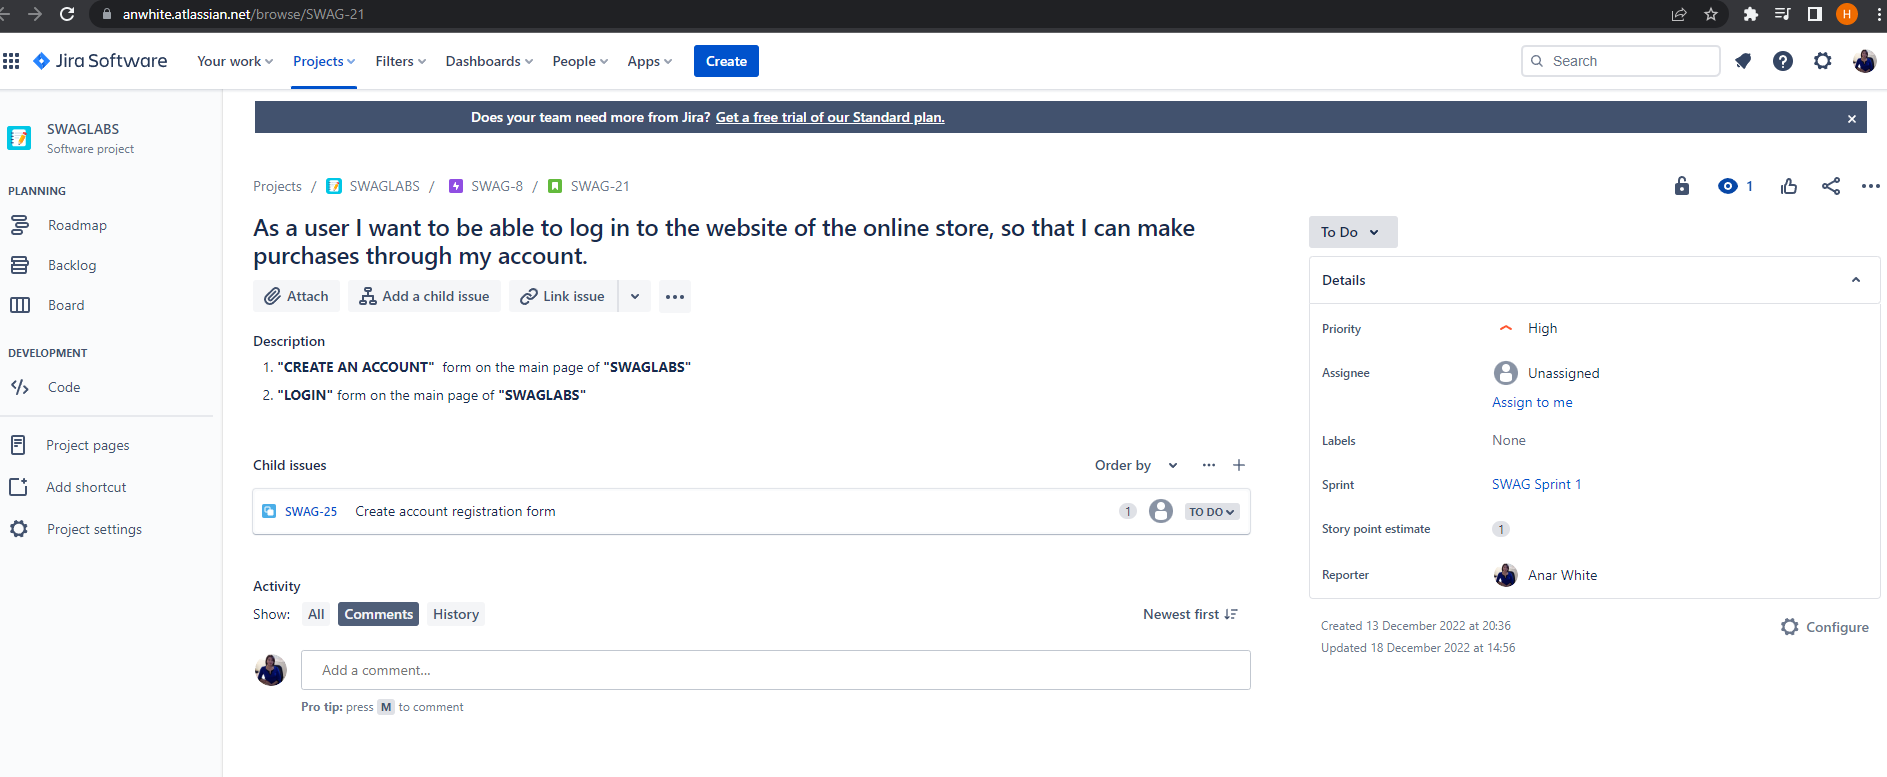 anwhite.atlassian.net/browse/SWAG-21
Jira Software Your work Projects Filters Dashboards People Apps Create Search
H
Does your team need more from Jira? Get a free trial of our Standard plan.
SWAGLABS
Software project
PLANNING
Roadmap
Backlog
Board
DEVELOPMENT
Code
Project pages
Add shortcut
Project settings
Projects / SWAGLABS / SWAG-8 / SWAG-21
1
As a user I want to be able to log in to the website of the online store, so that I can make
purchases through my account.
Attach Add a child issue Link issue
Description
1. "CREATE AN ACCOUNT" form on the main page of "SWAGLABS"
2. "LOGIN" form on the main page of "SWAGLABS"
Child issues Order by
SWAG-25 Create account registration form 1 TO DO
Activity
Show: All Comments History Newest first
Add a comment...
Pro tip: press M to comment
To Do
Details
Priority High
Assignee Unassigned
Assign to me
Labels None
Sprint SWAG Sprint 1
Story point estimate 1
Reporter Anar White
Created 13 December 2022 at 20:36
Updated 18 December 2022 at 14:56
Configure